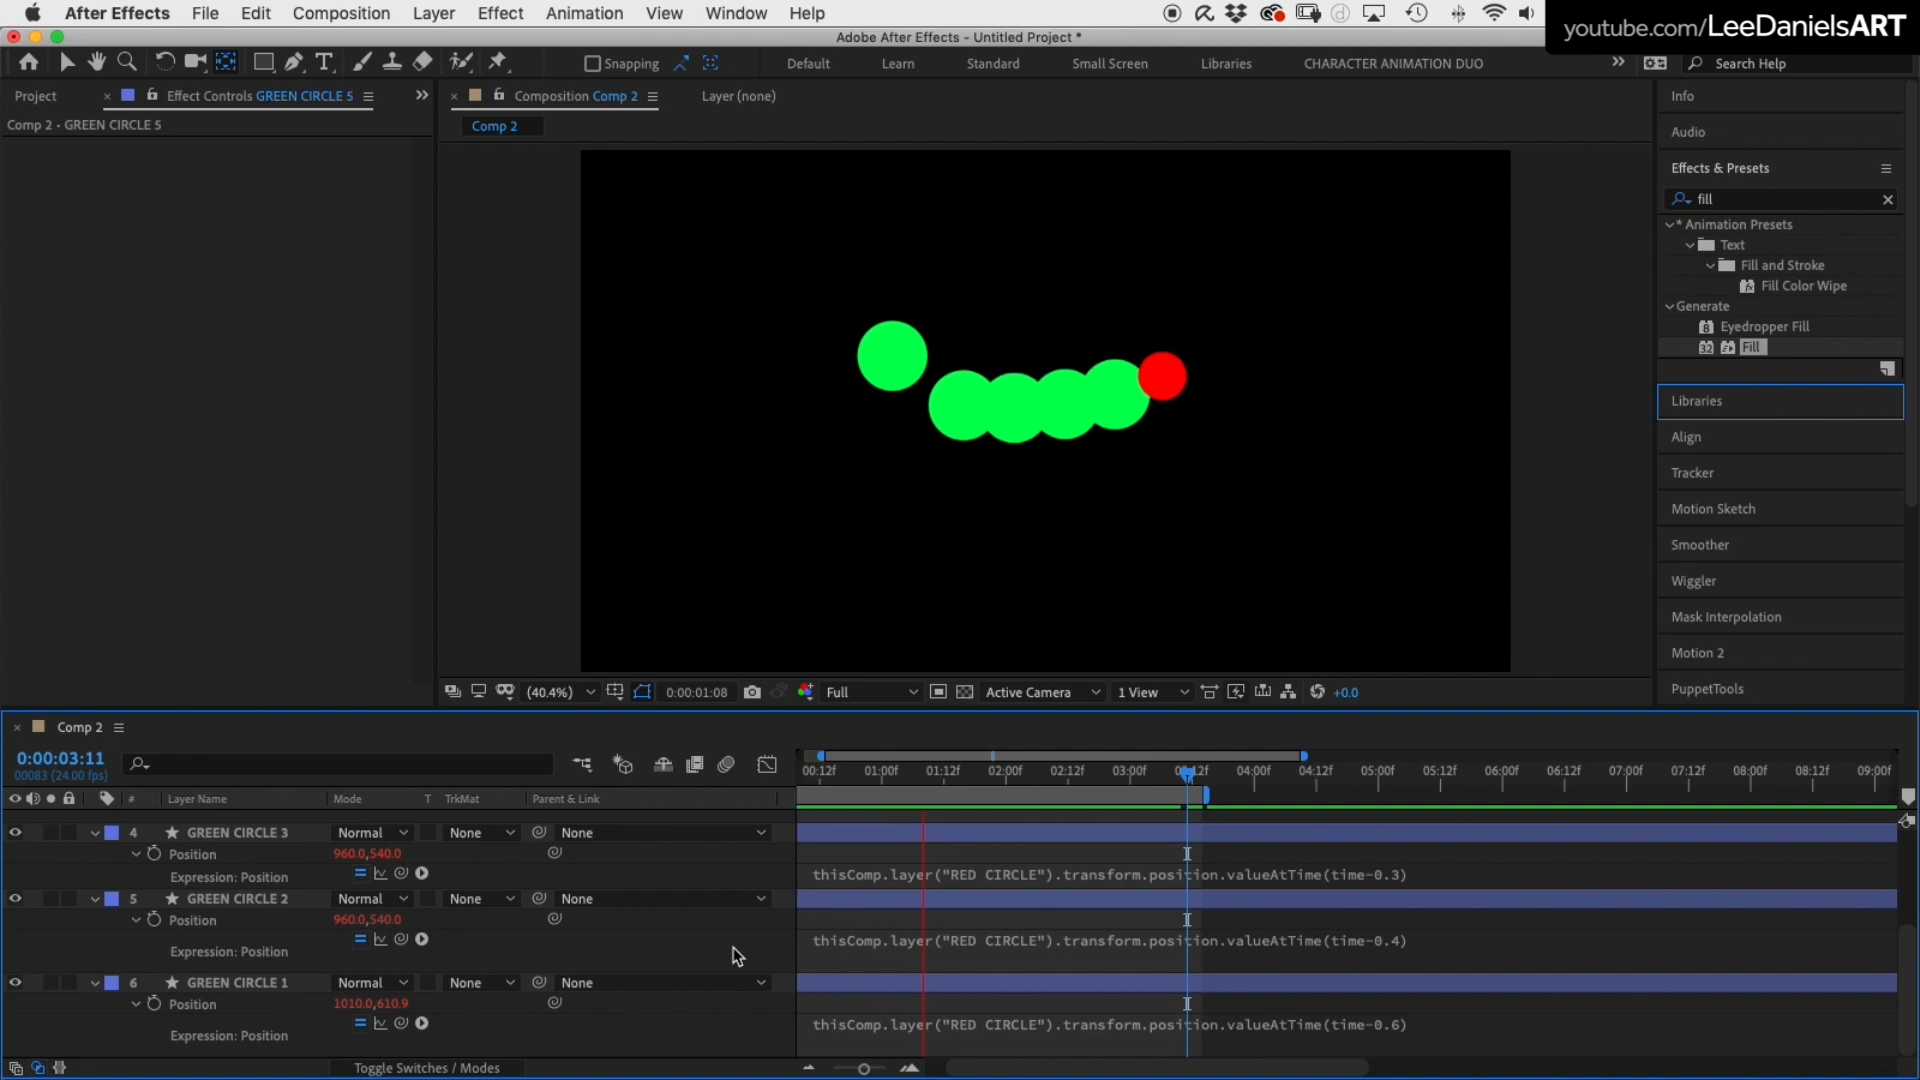 After Effects File Edit Composition Layer Effect Animation View Window Help
youtube.com/LeeDanielsART
Adobe After Effects - Untitled Project *
Snapping Default Learn Standard Small Screen Libraries CHARACTER ANIMATION DUO Search Help
Project Effect Controls GREEN CIRCLE 5
Composition Comp 2 Layer (none)
Comp 2 • GREEN CIRCLE 5
Comp 2
Info
Audio
Effects & Presets
fill
* Animation Presets
Text
Fill and Stroke
Fill Color Wipe
Generate
Eyedropper Fill
Fill
Libraries
Align
Tracker
Motion Sketch
Smoother
Wiggler
Mask Interpolation
Motion 2
PuppetTools
(40.4%) 0:00:01:08 Full Active Camera 1 View +0.0
Comp 2
0:00:03:11
00083 (24.00 fps)
00:12f 01:00f 01:12f 02:00f 02:12f 03:00f 04:00f 04:12f 05:00f 05:12f 06:00f 06:12f 07:00f 07:12f 08:00f 08:12f 09:00f
# Layer Name Mode T TrkMat Parent & Link
4 GREEN CIRCLE 3 Normal None None
Position 960.0,540.0
Expression: Position thisComp.layer("RED CIRCLE").transform.position.valueAtTime(time-0.3)
5 GREEN CIRCLE 2 Normal None None
Position 960.0,540.0
Expression: Position thisComp.layer("RED CIRCLE").transform.position.valueAtTime(time-0.4)
6 GREEN CIRCLE 1 Normal None None
Position 1010.0,610.9
Expression: Position thisComp.layer("RED CIRCLE").transform.position.valueAtTime(time-0.6)
Toggle Switches / Modes